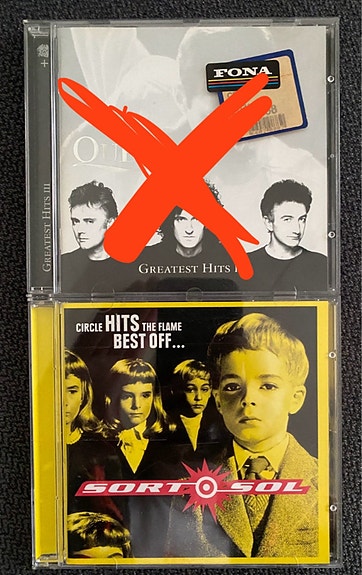 FONA
GREATEST HITS III
GREATEST HITS
CIRCLE HITS THE FLAME
BEST OFF...
SORT SOL